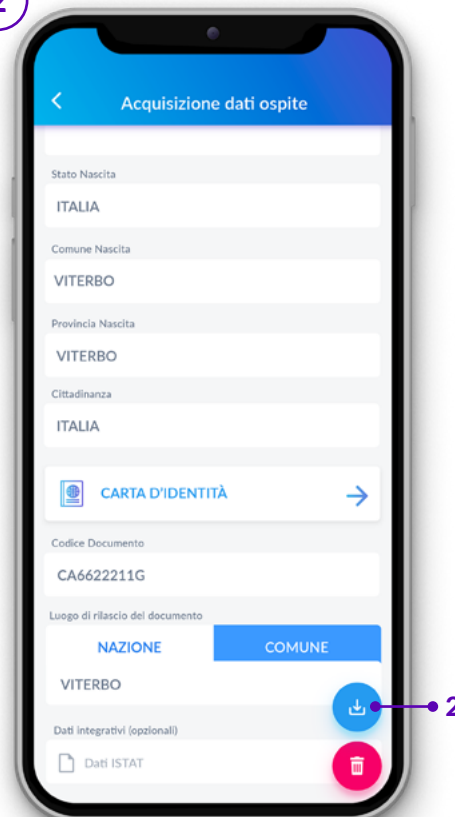 2
Acquisizione dati ospite
Stato Nascita
ITALIA
Comune Nascita
VITERBO
Provincia Nascita
VITERBO
Cittadinanza
ITALIA
CARTA D'IDENTITÀ
Codice Documento
CA6622211G
Luogo di rilascio del documento
NAZIONE COMUNE
VITERBO
2
Dati integrativi (opzionali)
Dati ISTAT